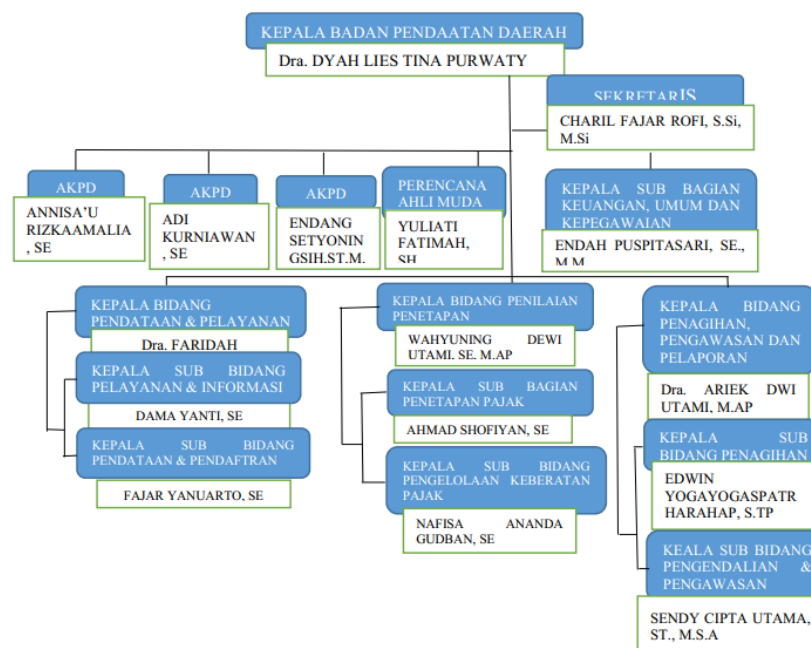 KEPALA BADAN PENDAATAN DAERAH
Dra. DYAH LIES TINA PURWATY
SEKRETARIS
CHARIL FAJAR ROFI, S.Si,
M.Si
AKPD
ANNISA'U
RIZKAAMALIA
, SE
AKPD
ADI
KURNIAWAN
, SE
AKPD
ENDANG
SETYONIN
GSIH.ST.M.
PERENCANA
AHLI MUDA
YULIATI
FATIMAH,
SH
KEPALA SUB BAGIAN
KEUANGAN, UMUM DAN
KEPEGAWAIAN
ENDAH PUSPITASARI, SE.,
M.M
KEPALA BIDANG
PENDATAAN & PELAYANAN
Dra. FARIDAH
KEPALA SUB BIDANG
PELAYANAN & INFORMASI
DAMA YANTI, SE
KEPALA SUB BIDANG
PENDATAAN & PENDAFTRAN
FAJAR YANUARTO, SE
KEPALA BIDANG PENILAIAN
PENETAPAN
WAHYUNING DEWI
UTAMI. SE. M.AP
KEPALA SUB BAGIAN
PENETAPAN PAJAK
AHMAD SHOFIYAN, SE
KEPALA SUB BIDANG
PENGELOLAAN KEBERATAN
PAJAK
NAFISA ANANDA
GUDBAN, SE
KEPALA BIDANG
PENAGIHAN,
PENGAWASAN DAN
PELAPORAN
Dra. ARIEK DWI
UTAMI, M.AP
KEPALA SUB
BIDANG PENAGIHAN
EDWIN
YOGAYOGASPATR
HARAHAP, S.TP
KEALA SUB BIDANG
PENGENDALIAN &
PENGAWASAN
SENDY CIPTA UTAMA,
ST., M.S.A